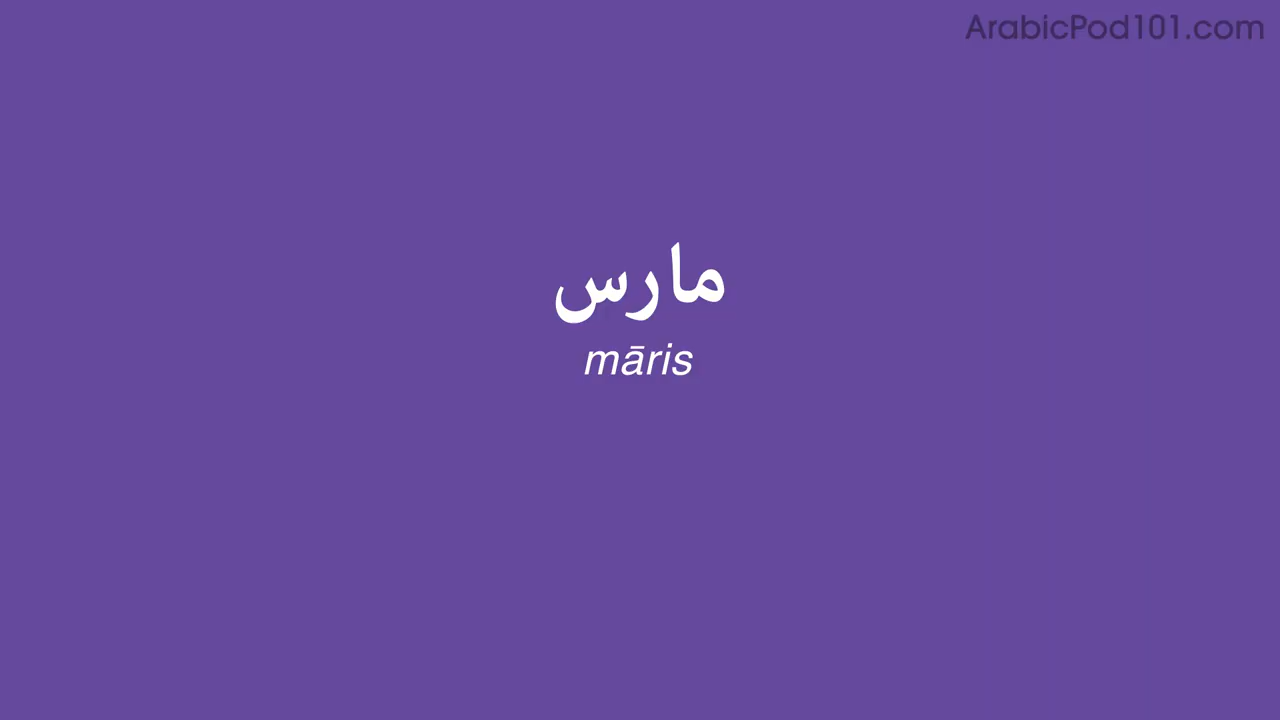 ArabicPod101.com
مارس
māris